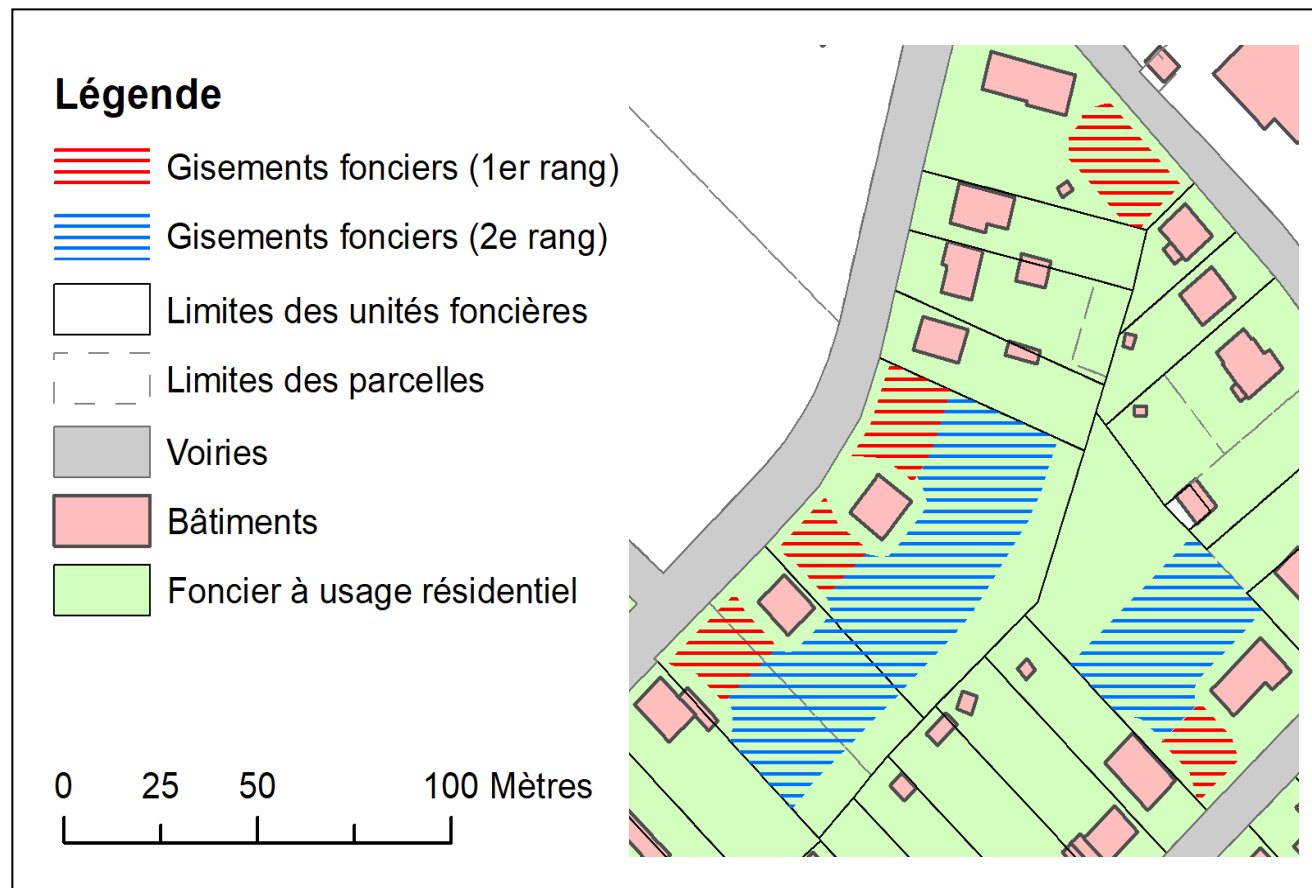 Légende
Gisements fonciers (1er rang)
Gisements fonciers (2e rang)
Limites des unités foncières
Limites des parcelles
Voiries
Bâtiments
Foncier à usage résidentiel
0 25 50 100 Mètres